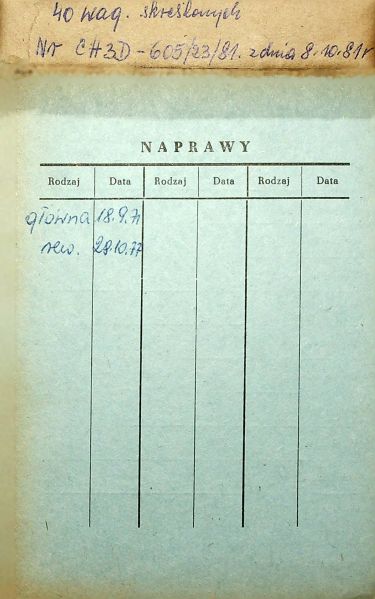 40 wag. skreślonych
Nr CH3D-605/23/81. z dnia 8.10.81r
NAPRAWY
Rodzaj Data Rodzaj Data Rodzaj Data
główna 18.9.71
rew. 28.10.77